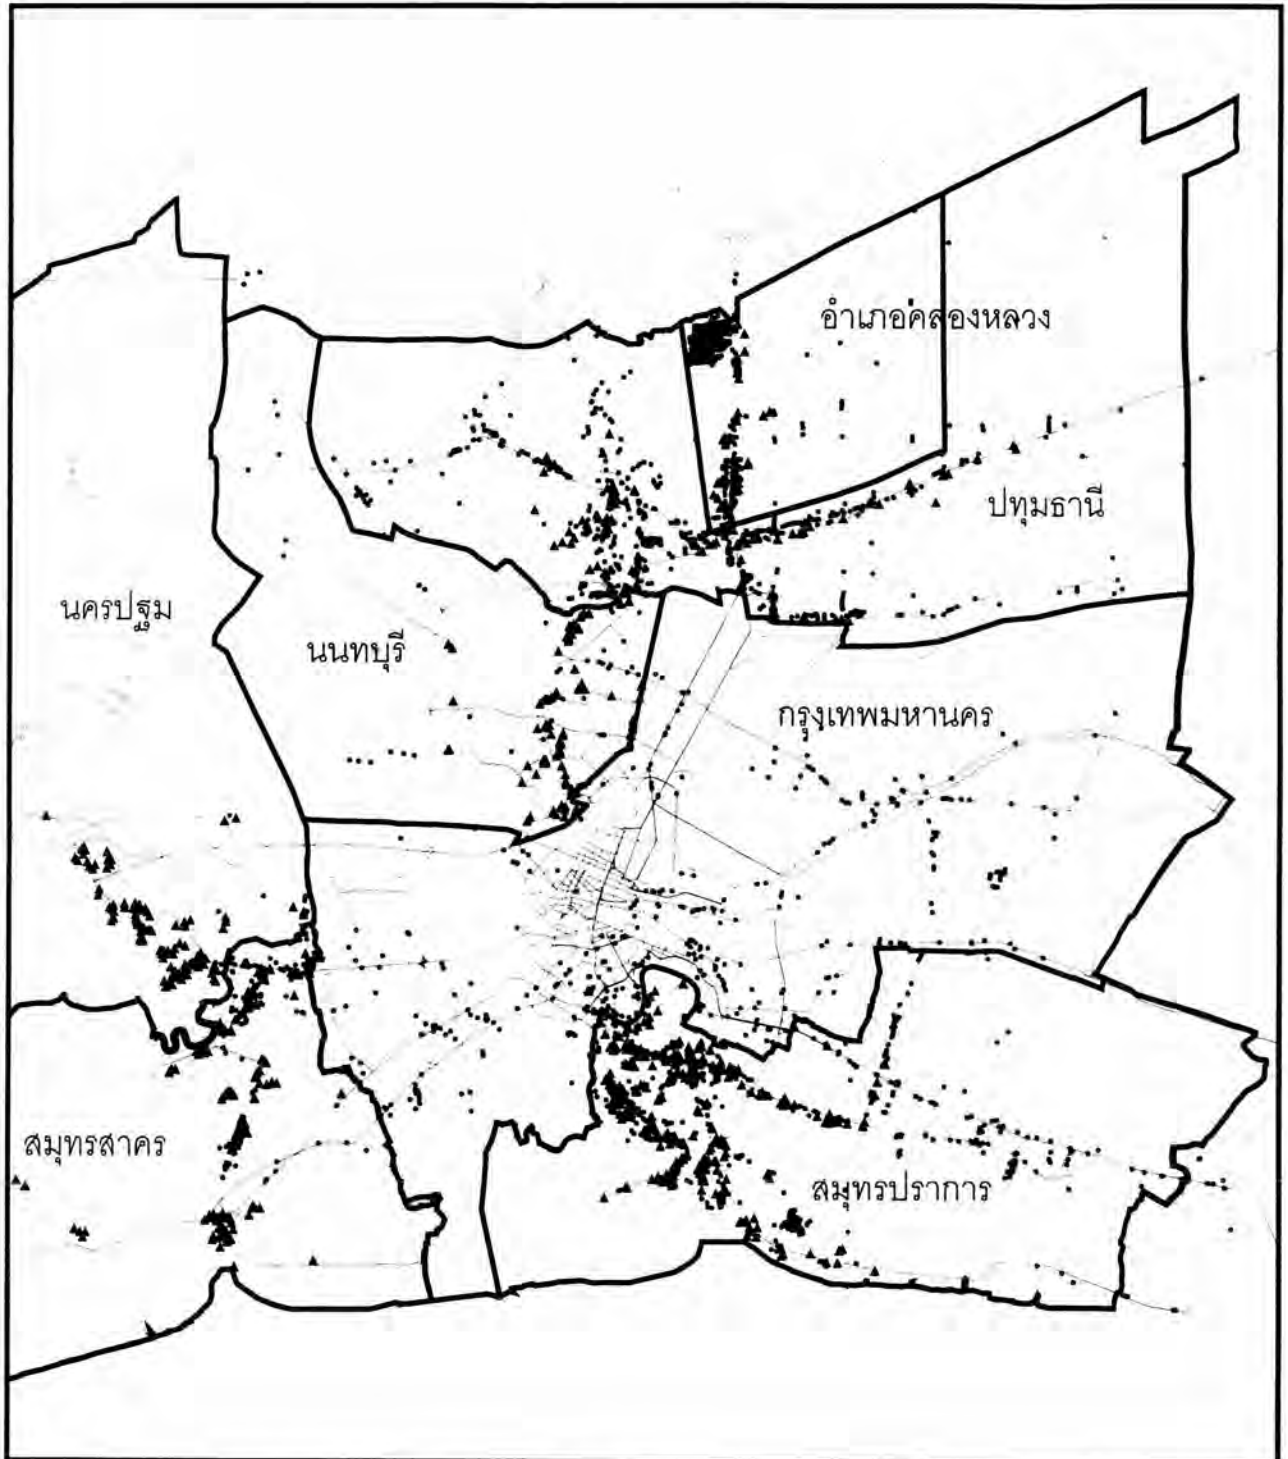 อำเภอคลองหลวง
ปทุมธานี
นครปฐม
นนทบุรี
กรุงเทพมหานคร
สมุทรสาคร
สมุทรปราการ